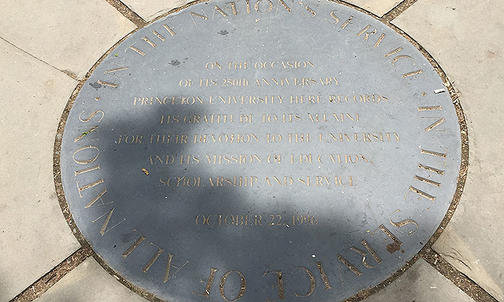 IN THE NATION'S SERVICE · IN THE SERVICE OF ALL NATIONS ·
ON THE OCCASION
OF ITS 250TH ANNIVERSARY
PRINCETON UNIVERSITY HERE RECORDS
ITS GRATITUDE TO ITS ALUMNI
FOR THEIR DEVOTION TO THE UNIVERSITY
AND ITS MISSION OF EDUCATION,
SCHOLARSHIP AND SERVICE
OCTOBER 22, 1996